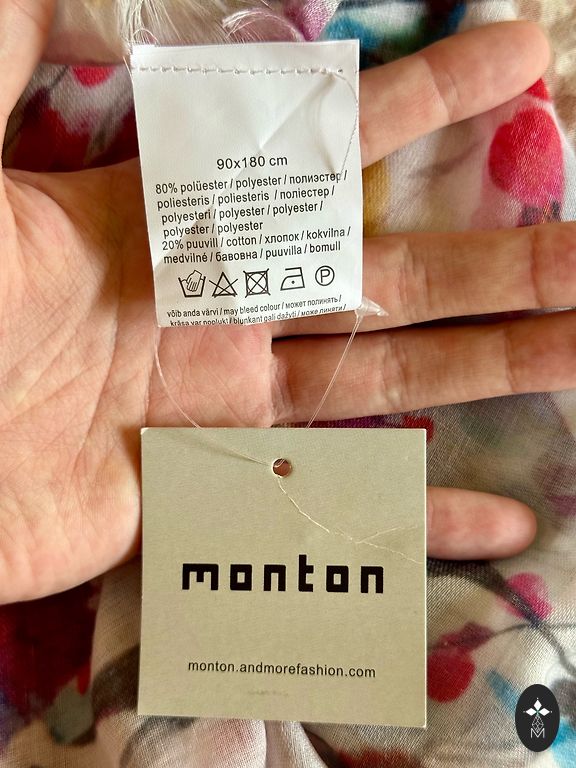 90x180 cm
80% polüester / polyester / полиэстер /
poliesteris / poliesteris / поліестер /
polyesteri / polyester / polyester /
polyester / polyester
20% puuvill / cotton / хлопок / kokvilna /
medvilnė / бавовна / puuvilla / bomull
P
võib anda värvi / may bleed colour / может полинять /
krāsa var noplukt / blunkant gali dažyti / може линяти /
monton
monton.andmorefashion.com
M